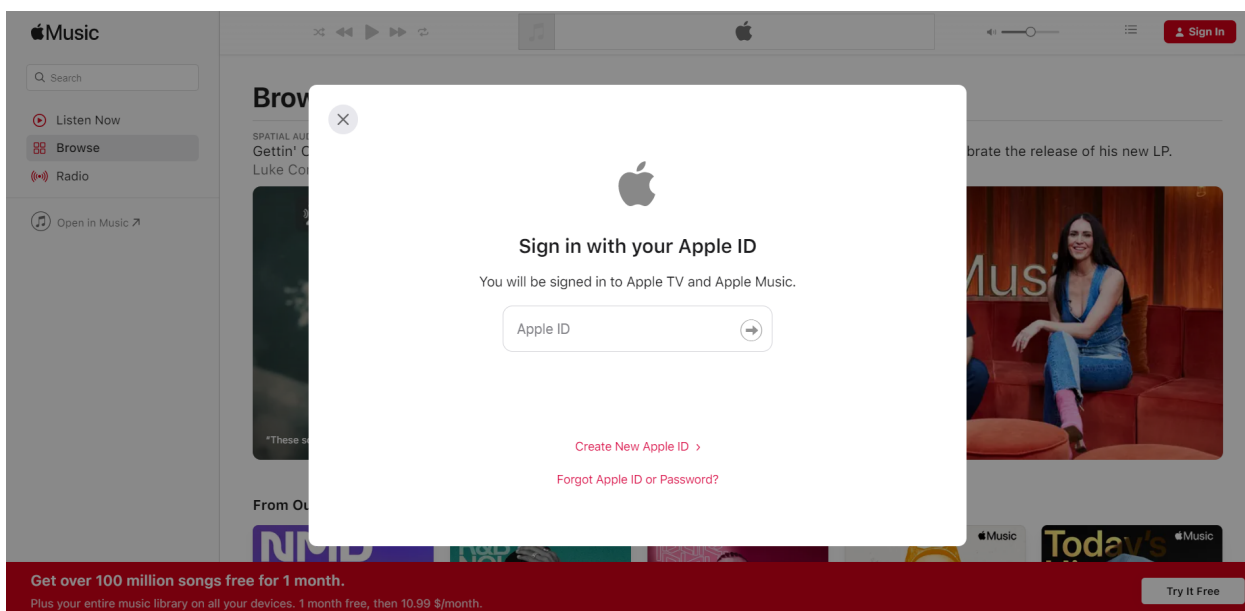 Music
Sign In
Search
Listen Now
Browse
Radio
Open in Music
Brow
SPATIAL AUD
Gettin' O
Luke Co
brate the release of his new LP.
Mus
*These so
Sign in with your Apple ID
You will be signed in to Apple TV and Apple Music.
Apple ID
Create New Apple ID >
Forgot Apple ID or Password?
From Ou
NMD
R&B
NOW
Music
Today's
Music
Get over 100 million songs free for 1 month.
Plus your entire music library on all your devices. 1 month free, then 10.99 $/month.
Try It Free